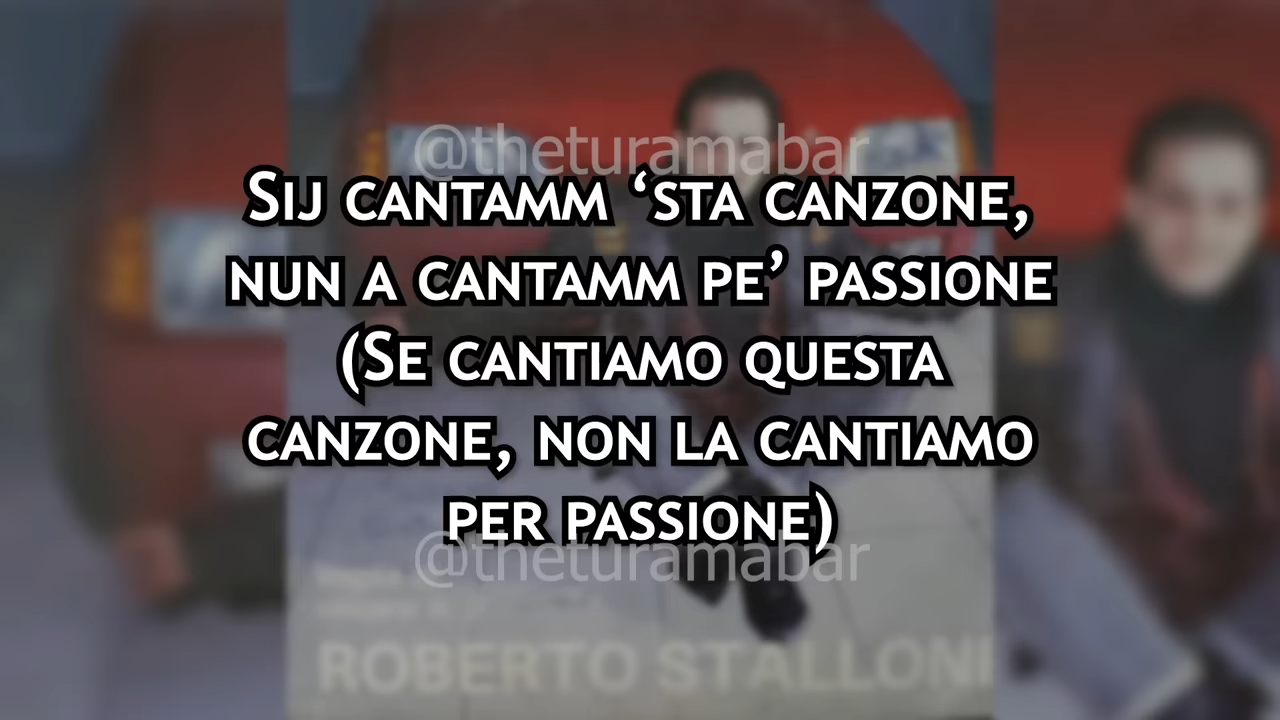 @theturamabar
Sij cantamm ‘sta canzone,
nun a cantamm pe’ passione
(Se cantiamo questa
canzone, non la cantiamo
per passione)
@theturamabar
ROBERTO STALLONE